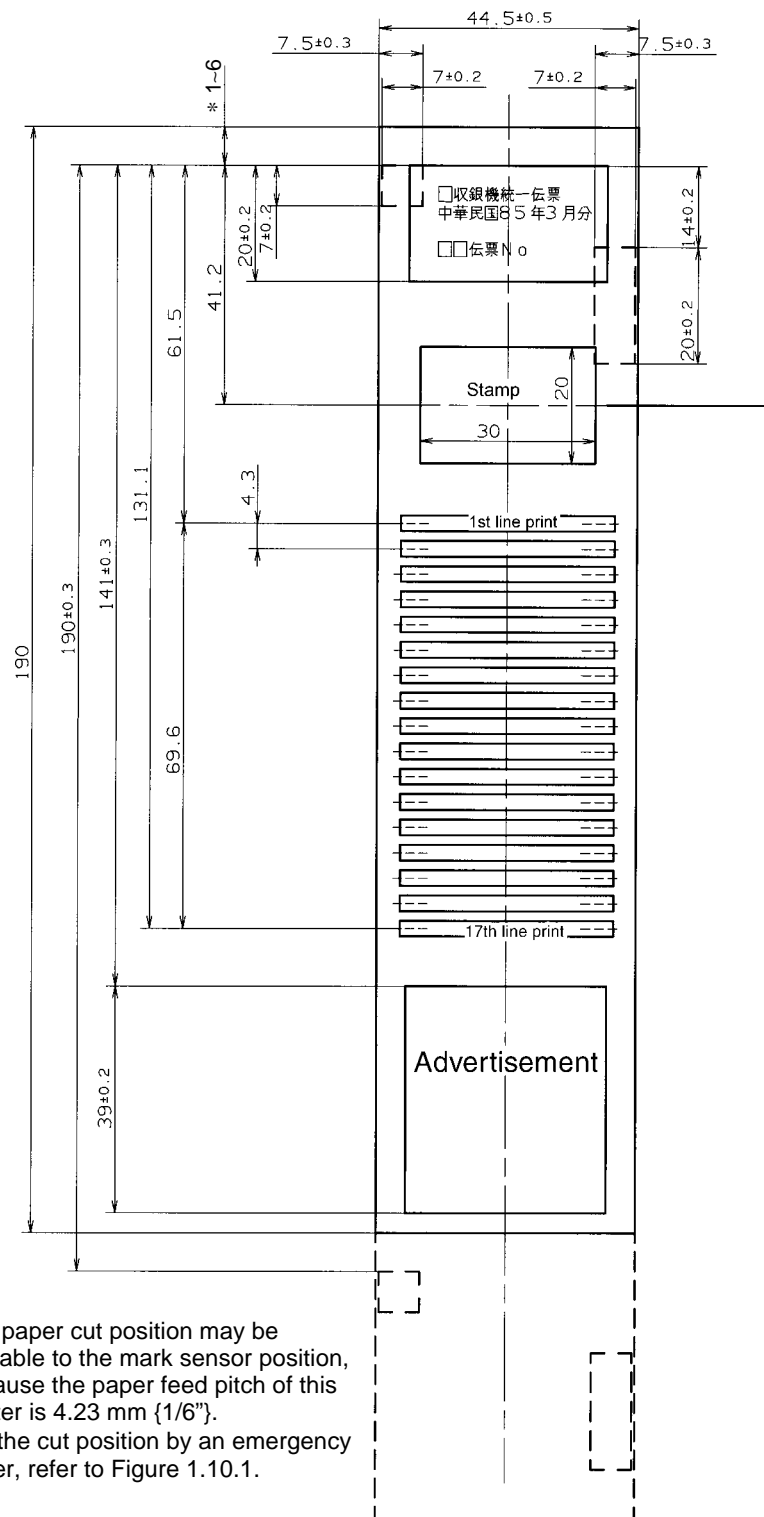 44.5±0.5
7.5±0.3
7.5±0.3
7±0.2
7±0.2
* 1~6
□収銀機統一伝票
中華民国85年3月分
□□伝票No
20±0.2
7±0.2
14±0.2
41.2
20±0.2
61.5
Stamp
20
30
131.1
4.3
1st line print
141±0.3
190±0.3
190
69.6
17th line print
Advertisement
39±0.2
paper cut position may be
able to the mark sensor position,
ause the paper feed pitch of this
ter is 4.23 mm {1/6”}.
the cut position by an emergency
er, refer to Figure 1.10.1.